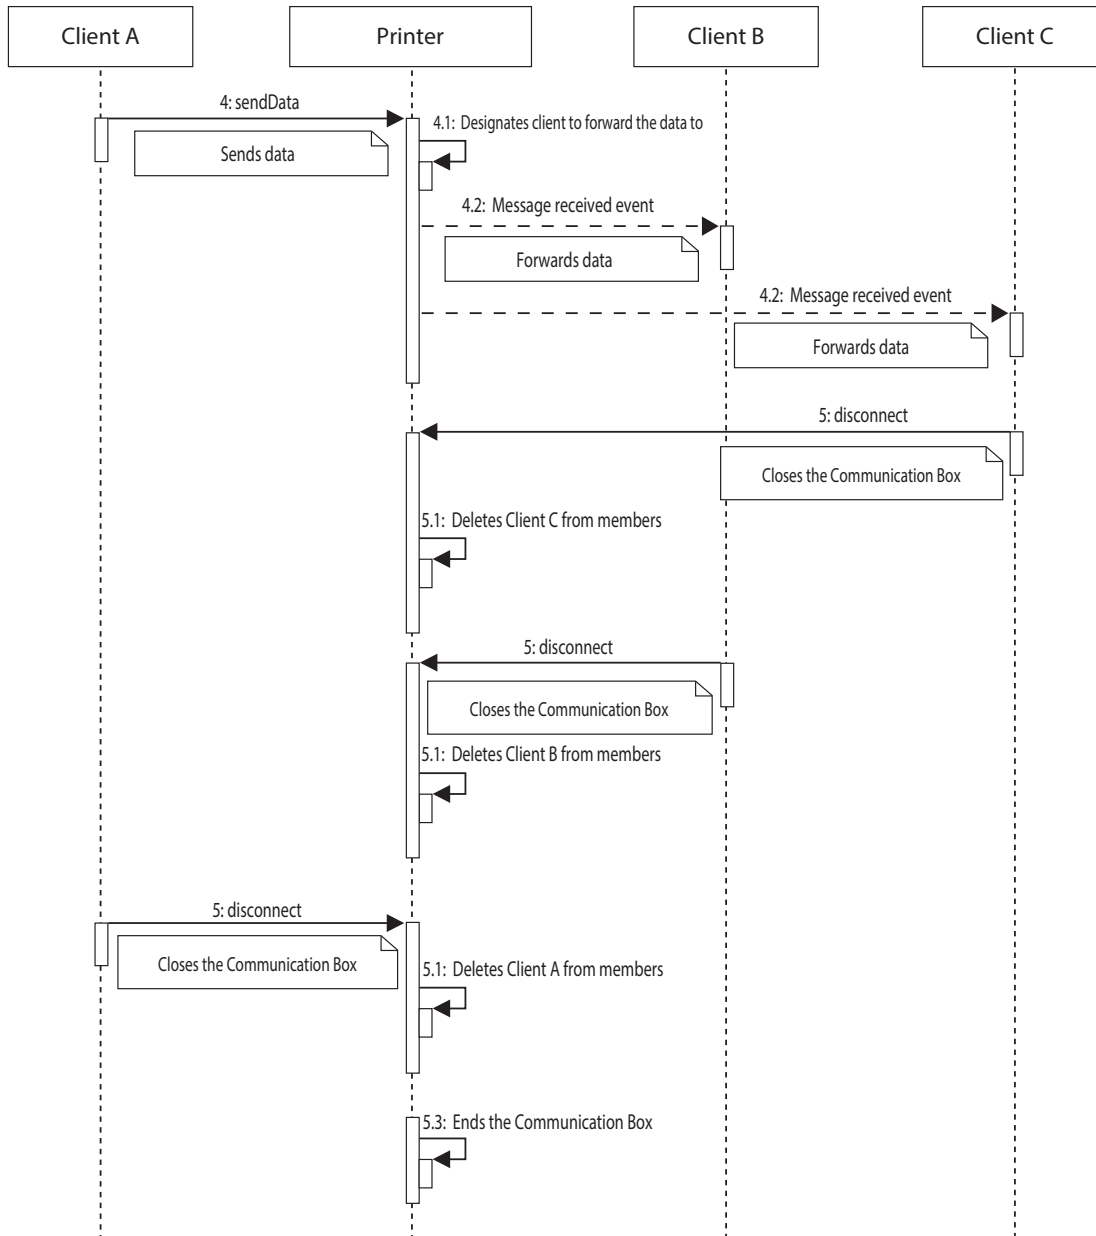 Client A
Printer
Client B
Client C
4: sendData
4.1: Designates client to forward the data to
Sends data
4.2: Message received event
Forwards data
4.2: Message received event
Forwards data
5: disconnect
Closes the Communication Box
5.1: Deletes Client C from members
5: disconnect
Closes the Communication Box
5.1: Deletes Client B from members
5: disconnect
Closes the Communication Box
5.1: Deletes Client A from members
5.3: Ends the Communication Box